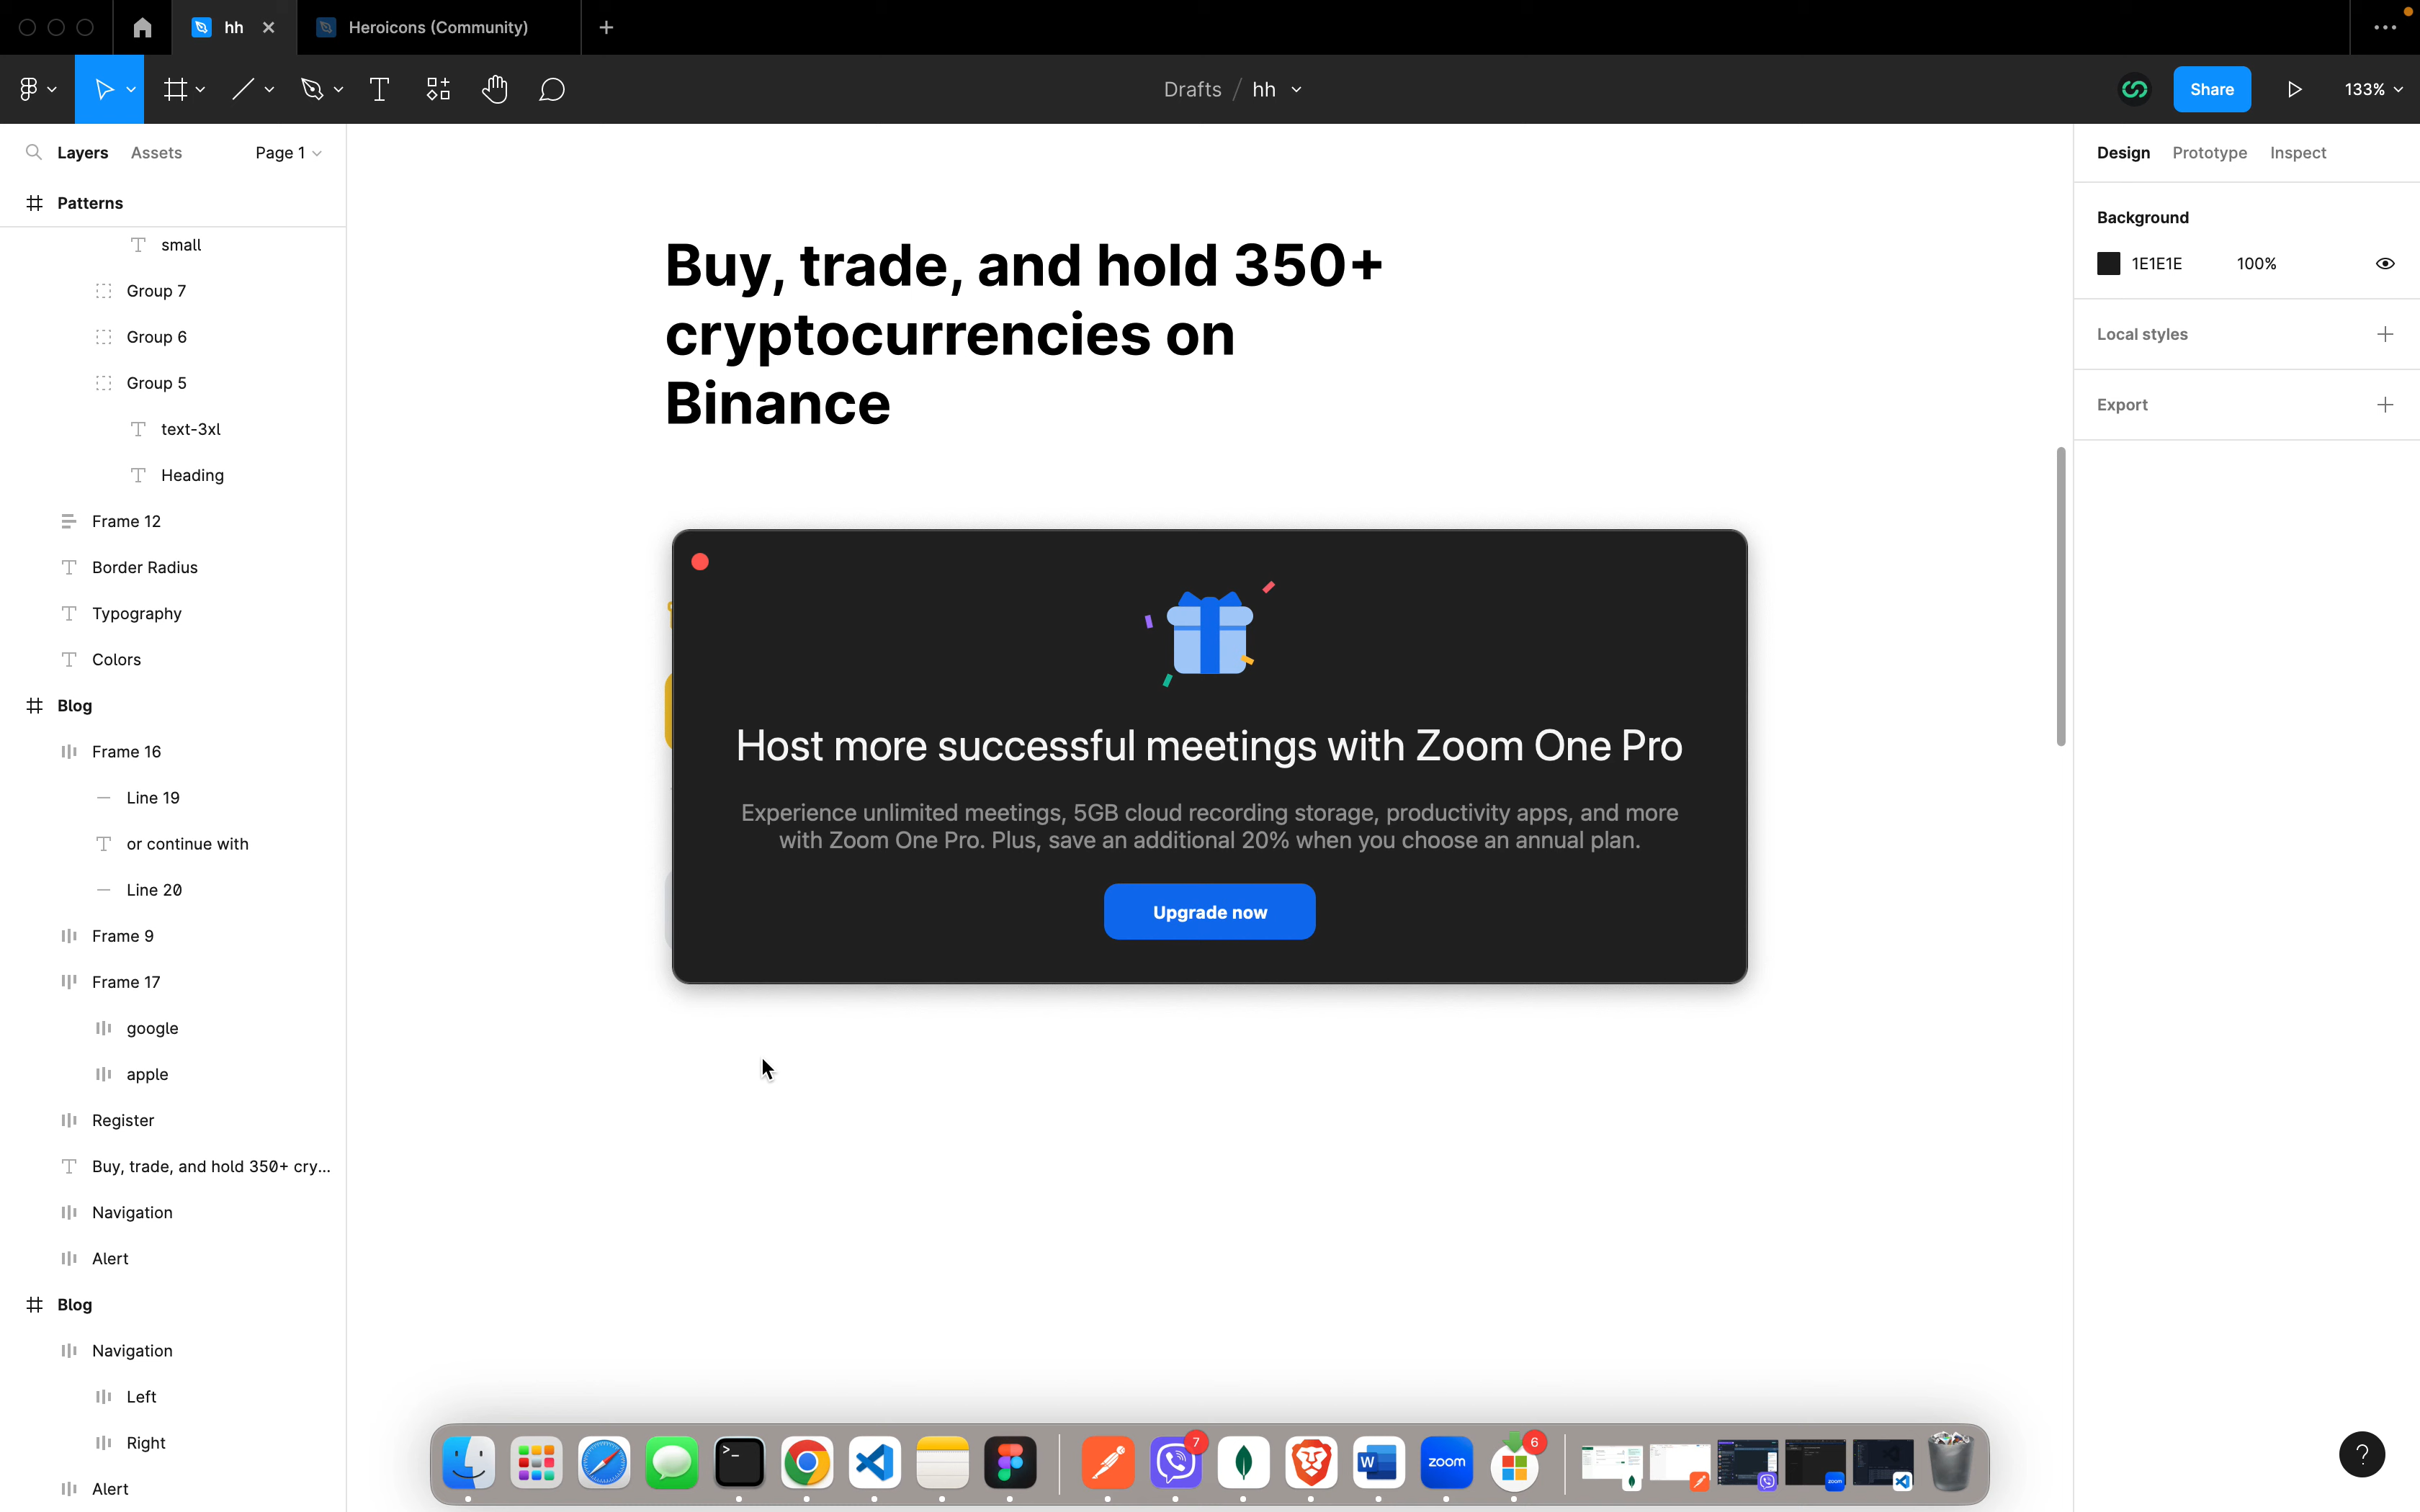 hh
Heroicons (Community)
Drafts / hh
Share
133%
Layers
Assets
Page 1
Patterns
small
Group 7
Group 6
Group 5
text-3xl
Heading
Frame 12
Border Radius
Typography
Colors
Blog
Frame 16
Line 19
or continue with
Line 20
Frame 9
Frame 17
google
apple
Register
Buy, trade, and hold 350+ cry...
Navigation
Alert
Blog
Navigation
Left
Right
Alert
Buy, trade, and hold 350+
cryptocurrencies on
Binance
Host more successful meetings with Zoom One Pro
Experience unlimited meetings, 5GB cloud recording storage, productivity apps, and more
with Zoom One Pro. Plus, save an additional 20% when you choose an annual plan.
Upgrade now
Design
Prototype
Inspect
Background
1E1E1E
100%
Local styles
Export
7
W
zoom
6
?